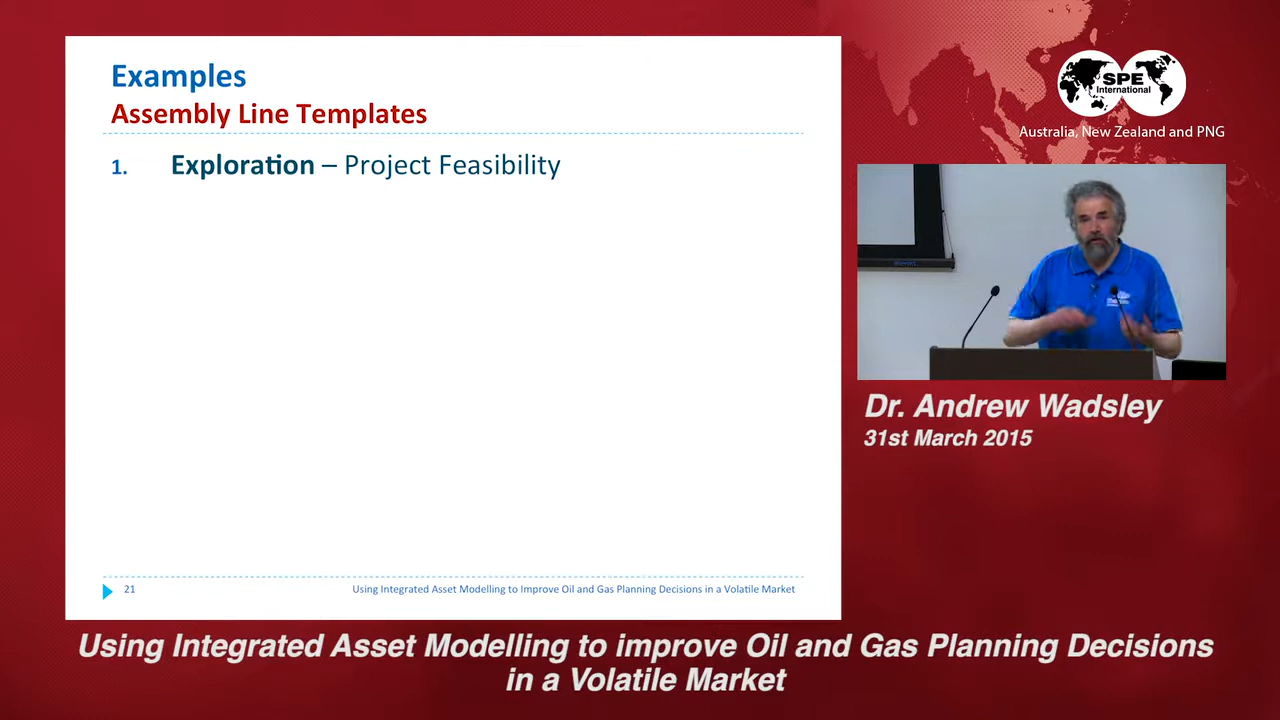 Examples
Assembly Line Templates
1. Exploration – Project Feasibility
21
Using Integrated Asset Modelling to Improve Oil and Gas Planning Decisions in a Volatile Market
SPE
International
Australia, New Zealand and PNG
Dr. Andrew Wadsley
31st March 2015
Using Integrated Asset Modelling to improve Oil and Gas Planning Decisions
in a Volatile Market